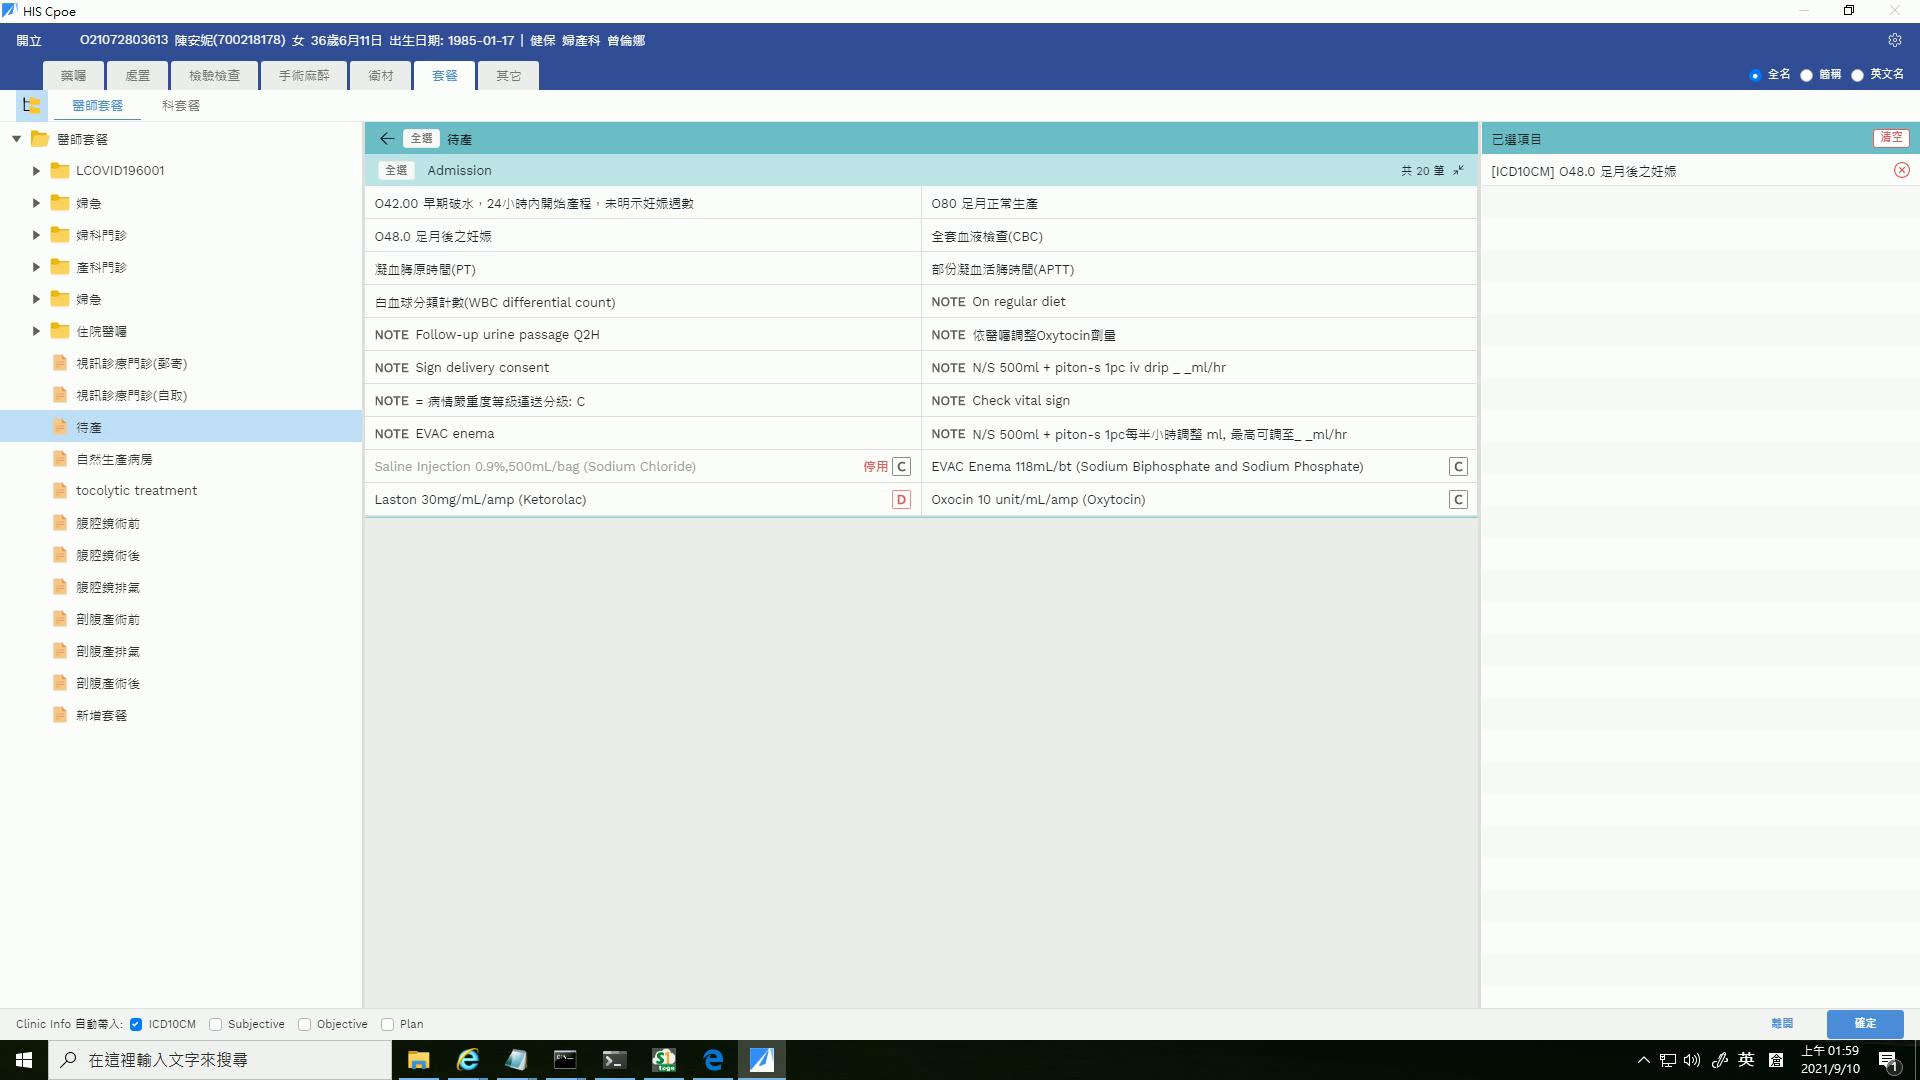 HIS Cpoe
開立 O21072803613 陳安妮(700218178) 女 36歲6月11日 出生日期: 1985-01-17 | 健保 婦產科 曾倫娜
藥囑 處置 檢驗檢查 手術麻醉 衛材 套餐 其它 全名 簡稱 英文名
醫師套餐 科套餐
醫師套餐
LCOVID196001
婦急
婦科門診
產科門診
婦急
住院醫囑
視訊診療門診(郵寄)
視訊診療門診(自取)
待產
自然生產病房
tocolytic treatment
腹腔鏡術前
腹腔鏡術後
腹腔鏡排氣
剖腹產術前
剖腹產排氣
剖腹產術後
新增套餐
全選 待產
全選 Admission 共 20 筆
O42.00 早期破水，24小時內開始產程，未明示妊娠週數 O80 足月正常生產
O48.0 足月後之妊娠 全套血液檢查(CBC)
凝血酶原時間(PT) 部份凝血活酶時間(APTT)
白血球分類計數(WBC differential count) NOTE On regular diet
NOTE Follow-up urine passage Q2H NOTE 依醫囑調整Oxytocin劑量
NOTE Sign delivery consent NOTE N/S 500ml + piton-s 1pc iv drip _ _ml/hr
NOTE = 病情嚴重度等級運送分級: C NOTE Check vital sign
NOTE EVAC enema NOTE N/S 500ml + piton-s 1pc每半小時調整 ml, 最高可調至_ _ml/hr
Saline Injection 0.9%,500mL/bag (Sodium Chloride) 停用 C EVAC Enema 118mL/bt (Sodium Biphosphate and Sodium Phosphate) C
Laston 30mg/mL/amp (Ketorolac) D Oxocin 10 unit/mL/amp (Oxytocin) C
已選項目 清空
[ICD10CM] O48.0 足月後之妊娠
Clinic Info 自動帶入: ICD10CM Subjective Objective Plan 離開 確定
在這裡輸入文字來搜尋
英
上午 01:59
2021/9/10
1